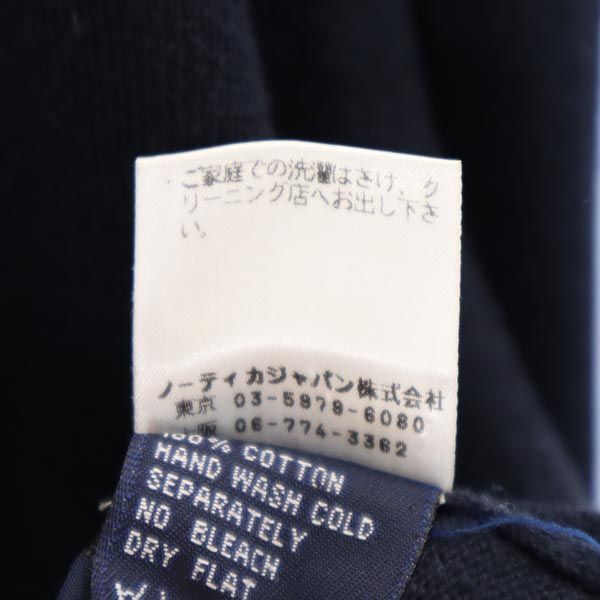 ご家庭での洗濯はさけ、ク
リーニング店へお出し下さ
い。
ノーティカジャパン株式会社
東京 03-5978-6080
大阪 06-774-3362
100% COTTON
HAND WASH COLD
SEPARATELY
NO BLEACH
DRY FLAT